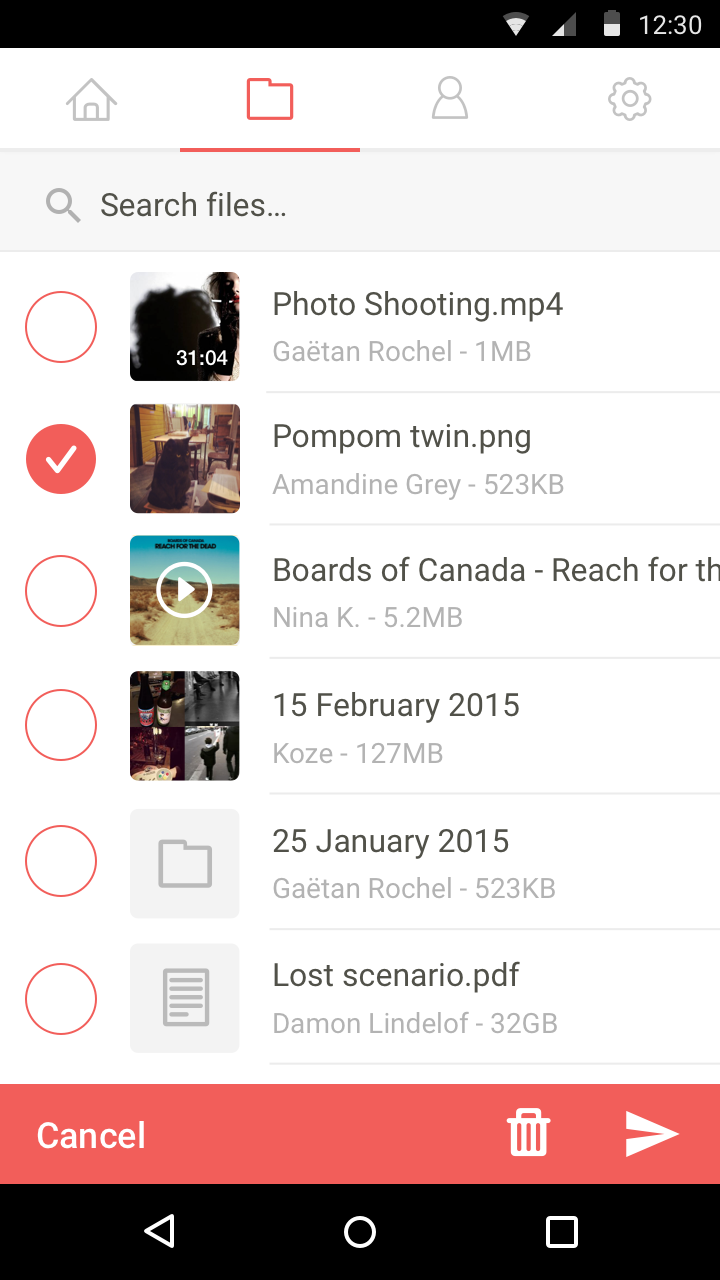 12:30
Search files...
31:04
Photo Shooting.mp4
Gaëtan Rochel - 1MB
Pompom twin.png
Amandine Grey - 523KB
BOARDS OF CANADA
REACH FOR THE DEAD
Boards of Canada - Reach for th
Nina K. - 5.2MB
15 February 2015
Koze - 127MB
25 January 2015
Gaëtan Rochel - 523KB
Lost scenario.pdf
Damon Lindelof - 32GB
Cancel